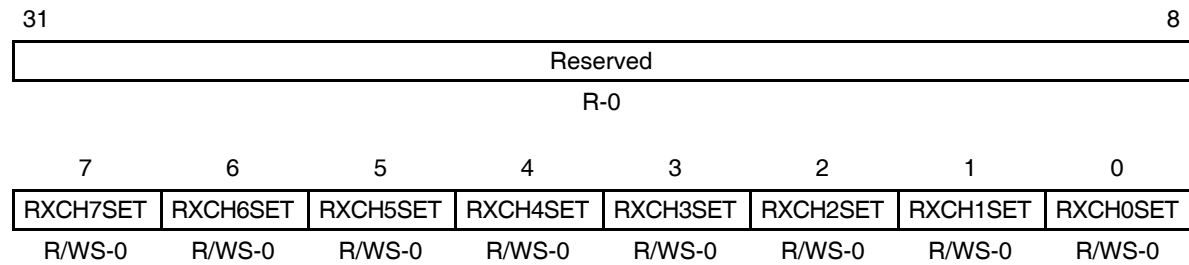 31 8
Reserved
R-0
7 6 5 4 3 2 1 0
RXCH7SET RXCH6SET RXCH5SET RXCH4SET RXCH3SET RXCH2SET RXCH1SET RXCH0SET
R/WS-0 R/WS-0 R/WS-0 R/WS-0 R/WS-0 R/WS-0 R/WS-0 R/WS-0